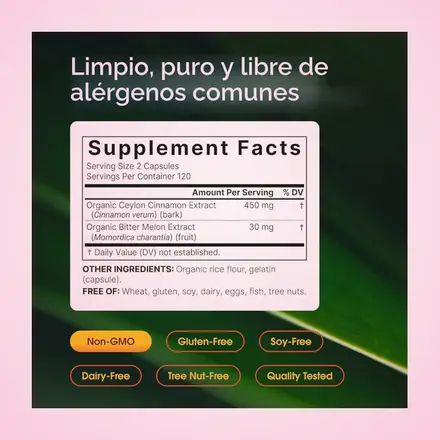 Limpio, puro y libre de
alérgenos comunes
Supplement Facts
Serving Size 2 Capsules
Servings Per Container 120
Amount Per Serving % DV
Organic Ceylon Cinnamon Extract 450 mg †
(Cinnamon verum) (bark)
Organic Bitter Melon Extract 30 mg †
(Momordica charantia) (fruit)
† Daily Value (DV) not established.
OTHER INGREDIENTS: Organic rice flour, gelatin
(capsule).
FREE OF: Wheat, gluten, soy, dairy, eggs, fish, tree nuts.
Non-GMO Gluten-Free Soy-Free
Dairy-Free Tree Nut-Free Quality Tested